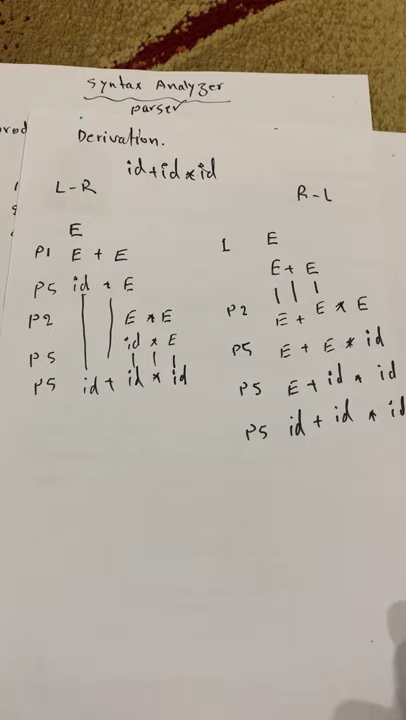 Syntax Analyzer
parser
Derivation.
id + id * id
L-R
E
P1 E + E
P5 id + E
P2 E * E
P5 id * E
P5 id + id * id
R-L
1 E
E + E
P2 E + E * E
P5 E + E * id
P5 E + id * id
P5 id + id * id